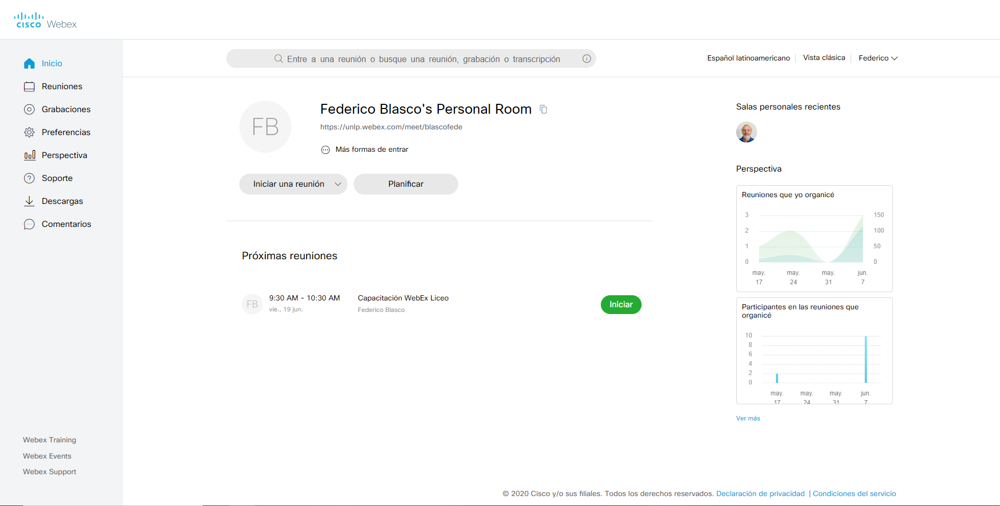 cisco Webex
Inicio
Reuniones
Grabaciones
Preferencias
Perspectiva
Soporte
Descargas
Comentarios
Webex Training
Webex Events
Webex Support
Entre a una reunión o busque una reunión, grabación o transcripción
Español latinoamericano
Vista clásica
Federico
FB
Federico Blasco's Personal Room
https://unlp.webex.com/meet/blascofede
Más formas de entrar
Iniciar una reunión
Planificar
Próximas reuniones
FB
9:30 AM - 10:30 AM
vie., 19 jun.
Capacitación WebEx Liceo
Federico Blasco
Iniciar
Salas personales recientes
Perspectiva
Reuniones que yo organicé
3 150
2 100
1 50
0 0
may. may. may. jun.
17 24 31 7
Participantes en las reuniones que
organicé
10
8
6
4
2
0
may. may. may. jun.
17 24 31 7
Ver más
© 2020 Cisco y/o sus filiales. Todos los derechos reservados. Declaración de privacidad | Condiciones del servicio